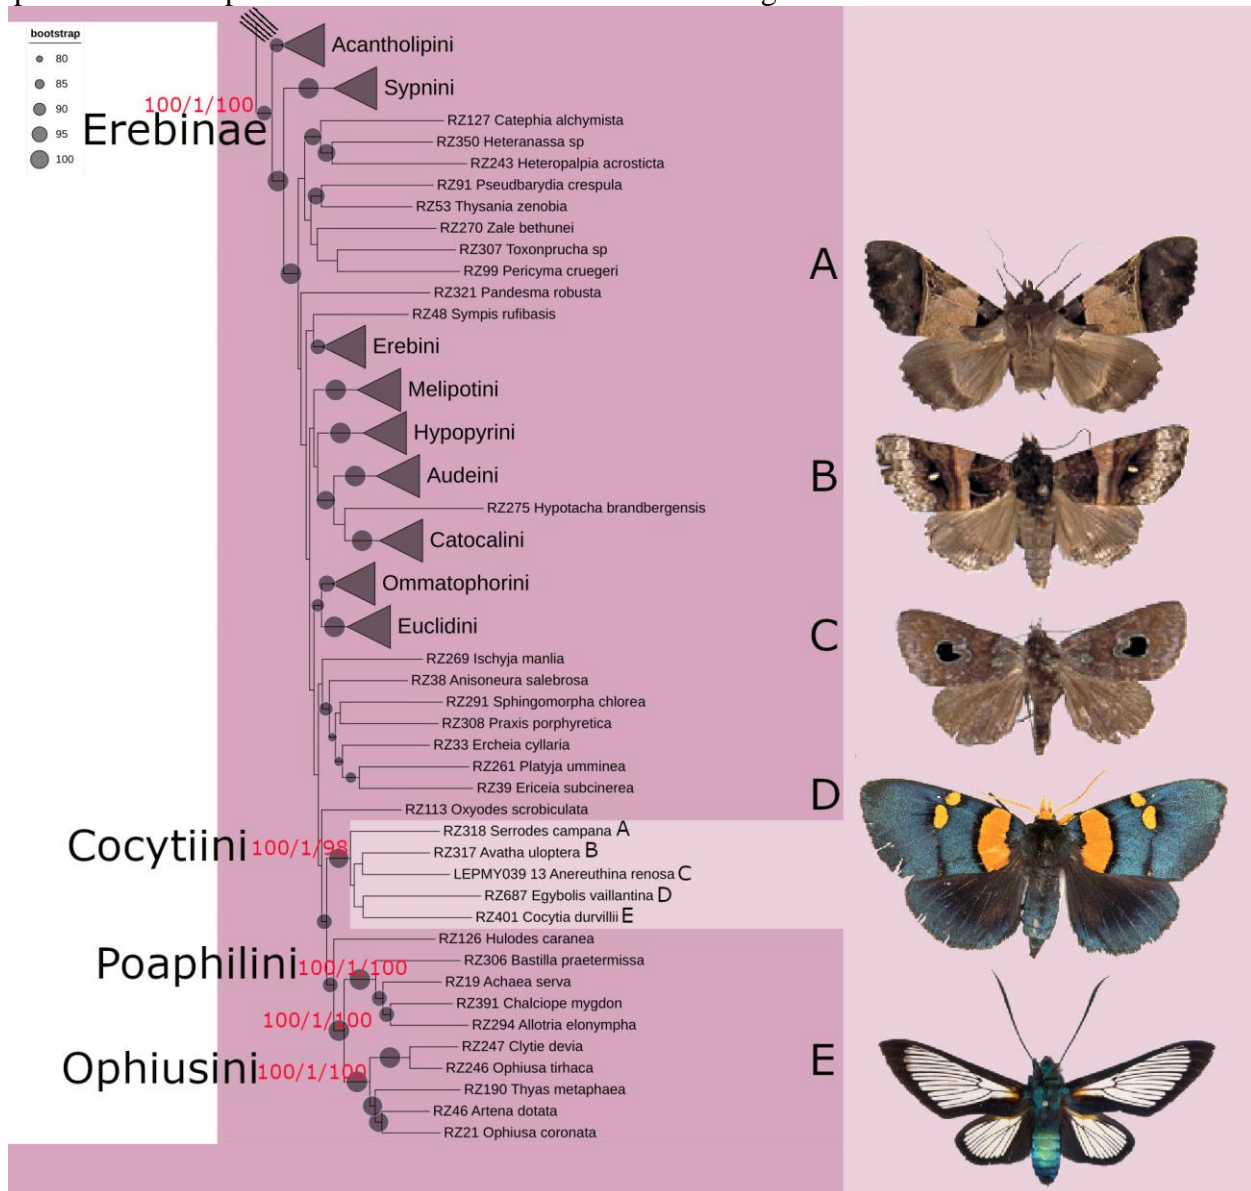 bootstrap
80
85
90
95
100
100/1/100
Erebinae
Acantholipini
Sypnini
RZ127 Catephia alchymista
RZ350 Heteranassa sp
RZ243 Heteropalpia acrosticta
RZ91 Pseudbarydia crespula
RZ53 Thysania zenobia
RZ270 Zale bethunei
RZ307 Toxonprucha sp
RZ99 Pericyma cruegeri
RZ321 Pandesma robusta
RZ48 Sympis rufibasis
Erebini
Melipotini
Hypopyrini
Audeini
RZ275 Hypotacha brandbergensis
Catocalini
Ommatophorini
Euclidini
RZ269 Ischyja manlia
RZ38 Anisoneura salebrosa
RZ291 Sphingomorpha chlorea
RZ308 Praxis porphyretica
RZ33 Ercheia cyllaria
RZ261 Platyja umminea
RZ39 Ericeia subcinerea
RZ113 Oxyodes scrobiculata
Cocytiini 100/1/98
RZ318 Serrodes campana A
RZ317 Avatha uloptera B
LEPMY039 13 Anereuthina renosa C
RZ687 Egybolis vaillantina D
RZ401 Cocytia durvillii E
RZ126 Hulodes caranea
Poaphilini 100/1/100
RZ306 Bastilla praetermissa
RZ19 Achaea serva
RZ391 Chalciope mygdon
RZ294 Allotria elonympha
100/1/100
Ophiusini 100/1/100
RZ247 Clytie devia
RZ246 Ophiusa tirhaca
RZ190 Thyas metaphaea
RZ46 Artena dotata
RZ21 Ophiusa coronata
A
B
C
D
E